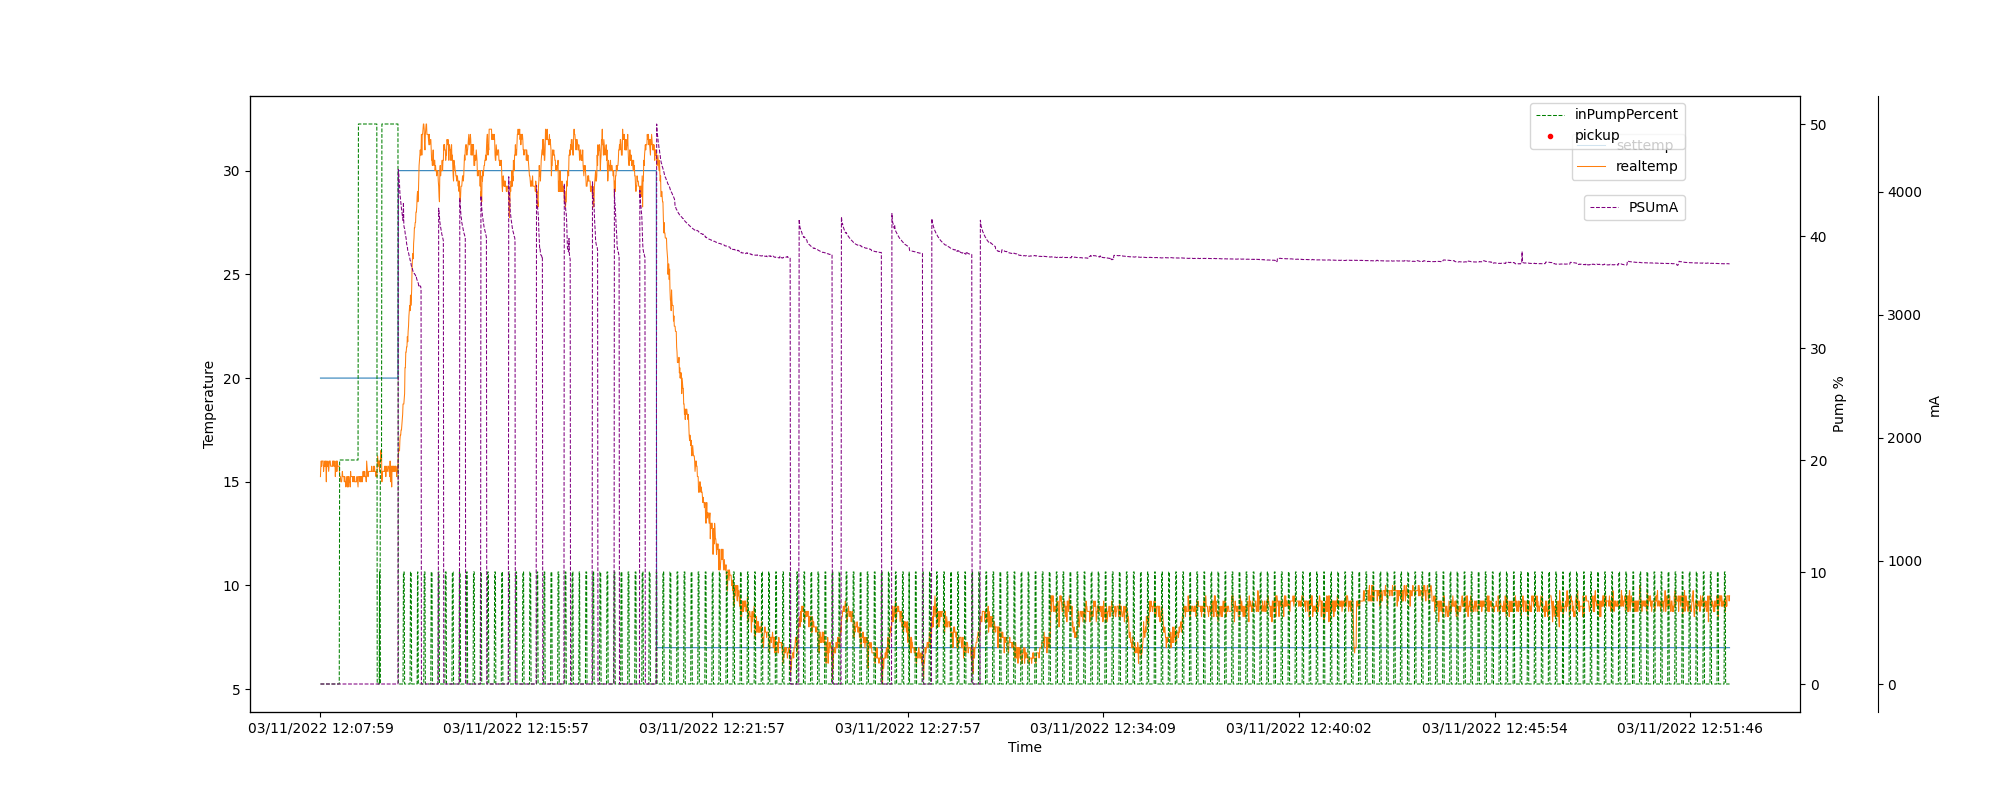 inPumpPercent
pickup
settemp
realtemp
PSUmA
30
25
20
15
10
5
Temperature
50
40
30
20
10
0
Pump %
4000
3000
2000
1000
0
mA
03/11/2022 12:07:59
03/11/2022 12:15:57
03/11/2022 12:21:57
03/11/2022 12:27:57
03/11/2022 12:34:09
03/11/2022 12:40:02
03/11/2022 12:45:54
03/11/2022 12:51:46
Time